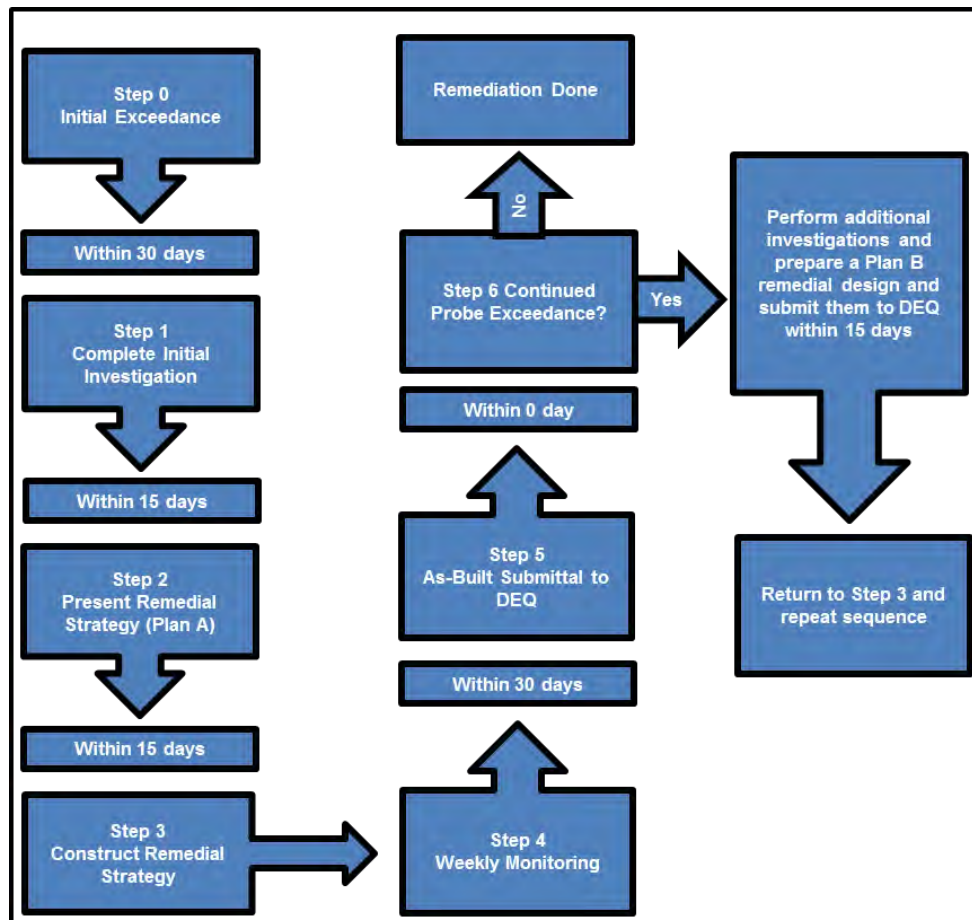 Step 0
Initial Exceedance
Within 30 days
Step 1
Complete Initial
Investigation
Within 15 days
Step 2
Present Remedial
Strategy (Plan A)
Within 15 days
Step 3
Construct Remedial
Strategy
Step 4
Weekly Monitoring
Within 30 days
Step 5
As-Built Submittal to
DEQ
Within 0 day
Step 6 Continued
Probe Exceedance?
No
Remediation Done
Yes
Perform additional
investigations and
prepare a Plan B
remedial design and
submit them to DEQ
within 15 days
Return to Step 3 and
repeat sequence